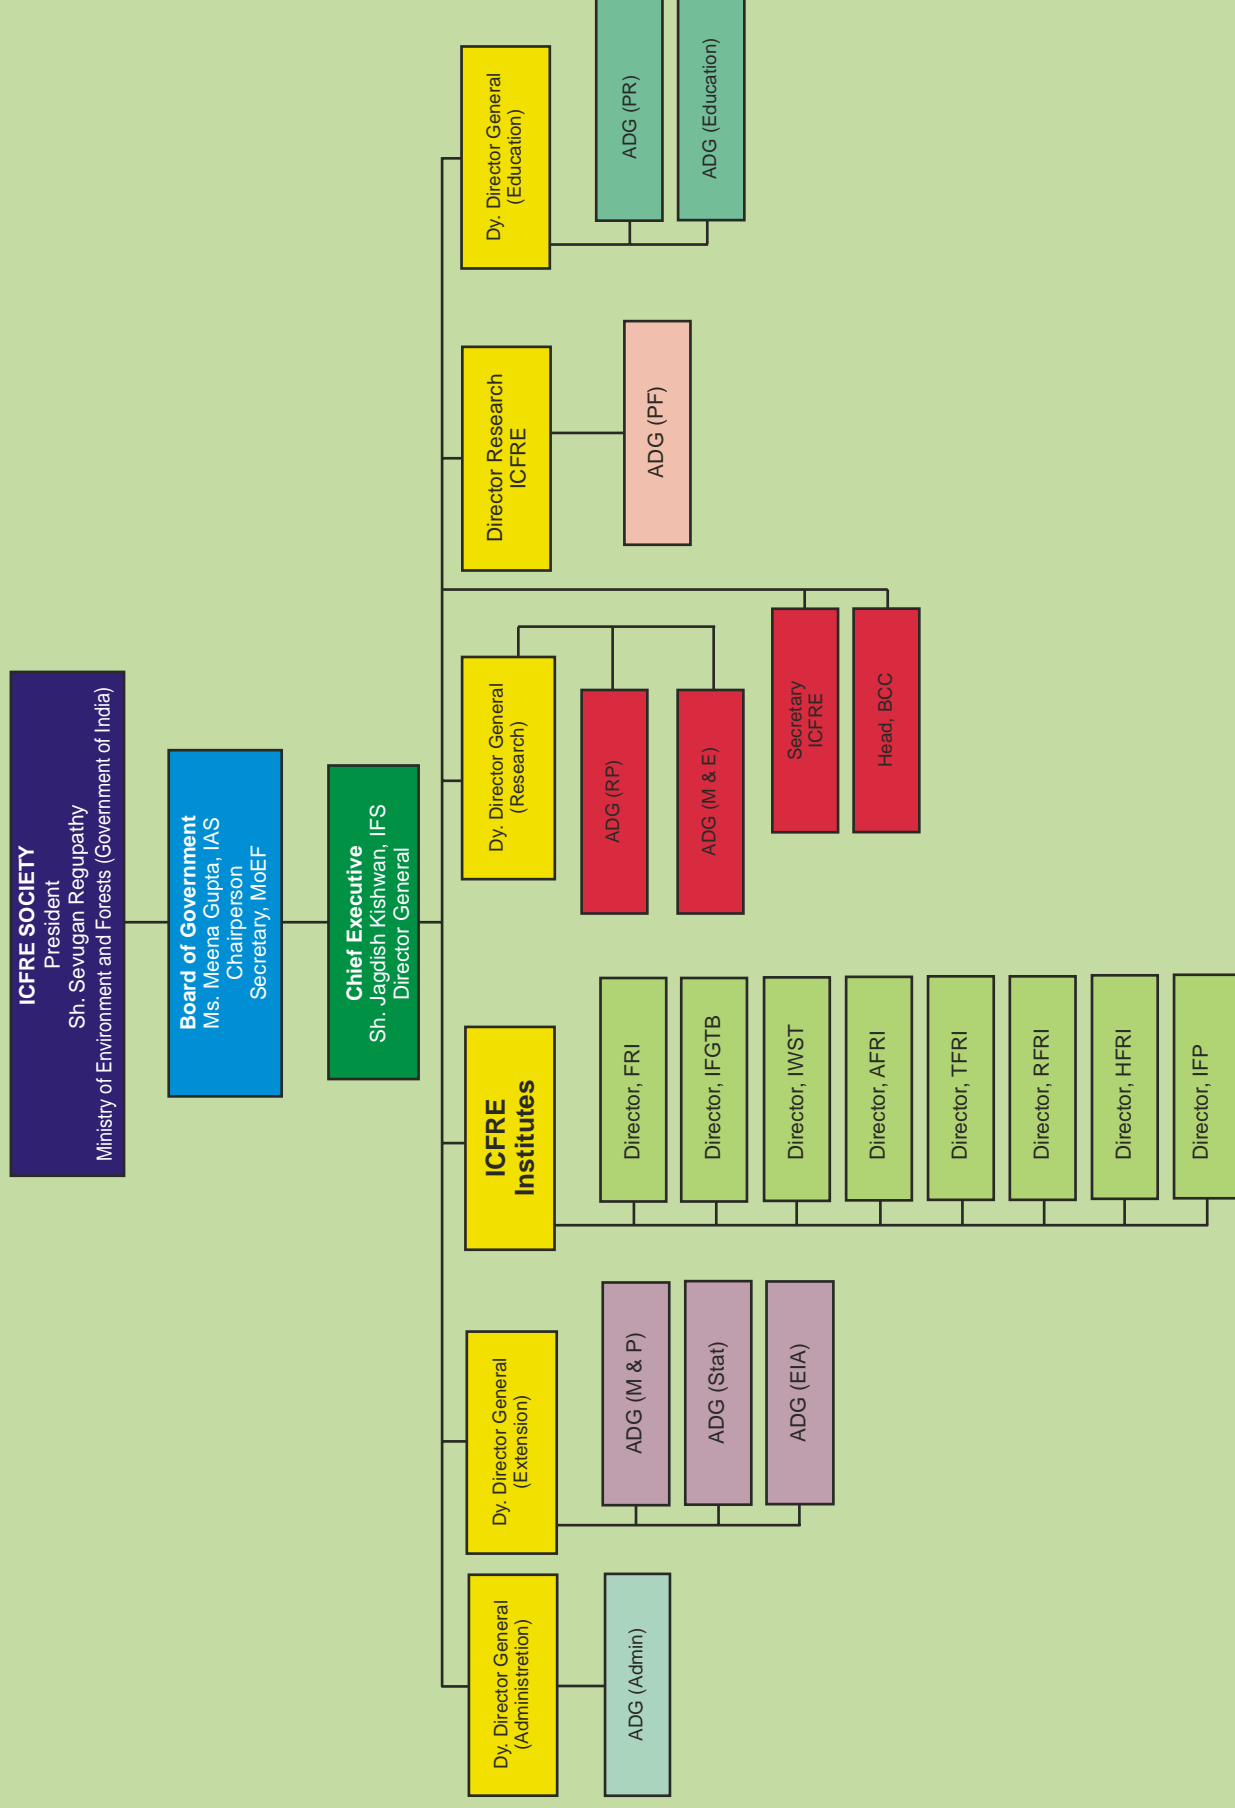 ICFRE SOCIETY
President
Sh. Sevugan Regupathy
Ministry of Environment and Forests (Government of India)
Board of Government
Ms. Meena Gupta, IAS
Chairperson
Secretary, MoEF
Chief Executive
Sh. Jagdish Kishwan, IFS
Director General
Dy. Director General
(Administretion)
ADG (Admin)
Dy. Director General
(Extension)
ADG (M & P)
ADG (Stat)
ADG (EIA)
ICFRE
Institutes
Director, FRI
Director, IFGTB
Director, IWST
Director, AFRI
Director, TFRI
Director, RFRI
Director, HFRI
Director, IFP
Dy. Director General
(Research)
ADG (RP)
ADG (M & E)
Secretary
ICFRE
Head, BCC
Director Research
ICFRE
ADG (PF)
Dy. Director General
(Education)
ADG (PR)
ADG (Education)